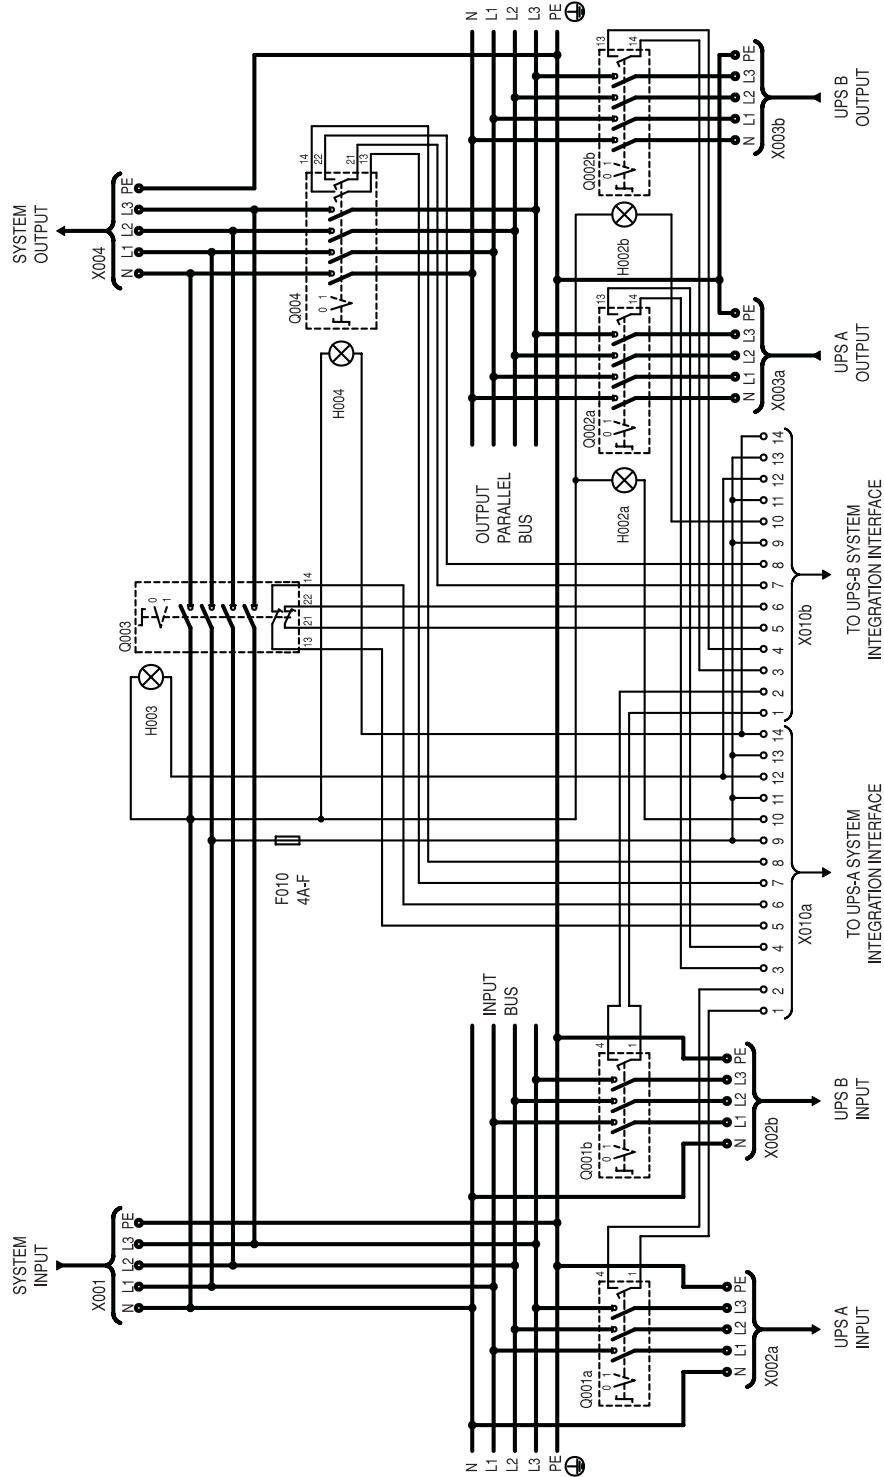 SYSTEM
INPUT
SYSTEM
OUTPUT
X001
X004
N L1 L2 L3 PE
N L1 L2 L3 PE
Q003
0 1
H003
13 21 22 14
Q004
0 1
14
22
21
13
H004
F010
4A-F
N
L1
L2
L3
PE
INPUT
BUS
OUTPUT
PARALLEL
BUS
N
L1
L2
L3
PE
Q001a
0 1
4
1
Q001b
0 1
4
1
H002a
Q002a
0 1
13
14
H002b
Q002b
0 1
13
14
N L1 L2 L3 PE
X002a
UPS A
INPUT
N L1 L2 L3 PE
X002b
UPS B
INPUT
1 2 3 4 5 6 7 8 9 10 11 12 13 14
X010a
TO UPS-A SYSTEM
INTEGRATION INTERFACE
1 2 3 4 5 6 7 8 9 10 11 12 13 14
X010b
TO UPS-B SYSTEM
INTEGRATION INTERFACE
N L1 L2 L3 PE
X003a
UPS A
OUTPUT
N L1 L2 L3 PE
X003b
UPS B
OUTPUT